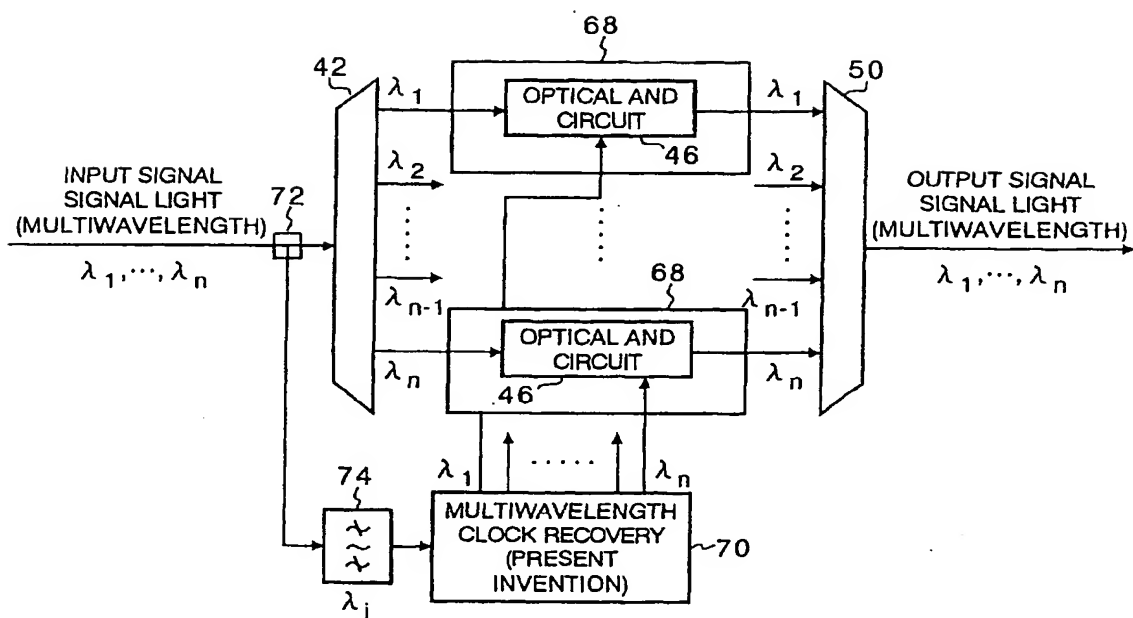 68
42
50
λ1
OPTICAL AND
CIRCUIT
λ1
46
INPUT SIGNAL
SIGNAL LIGHT
(MULTIWAVELENGTH)
72
λ2
λ2
OUTPUT SIGNAL
SIGNAL LIGHT
(MULTIWAVELENGTH)
λ1,···,λn
λn-1
68
λn-1
λ1,···,λn
OPTICAL AND
CIRCUIT
λn
46
λn
λ1
λn
74
MULTIWAVELENGTH
CLOCK RECOVERY
(PRESENT
INVENTION)
70
λj